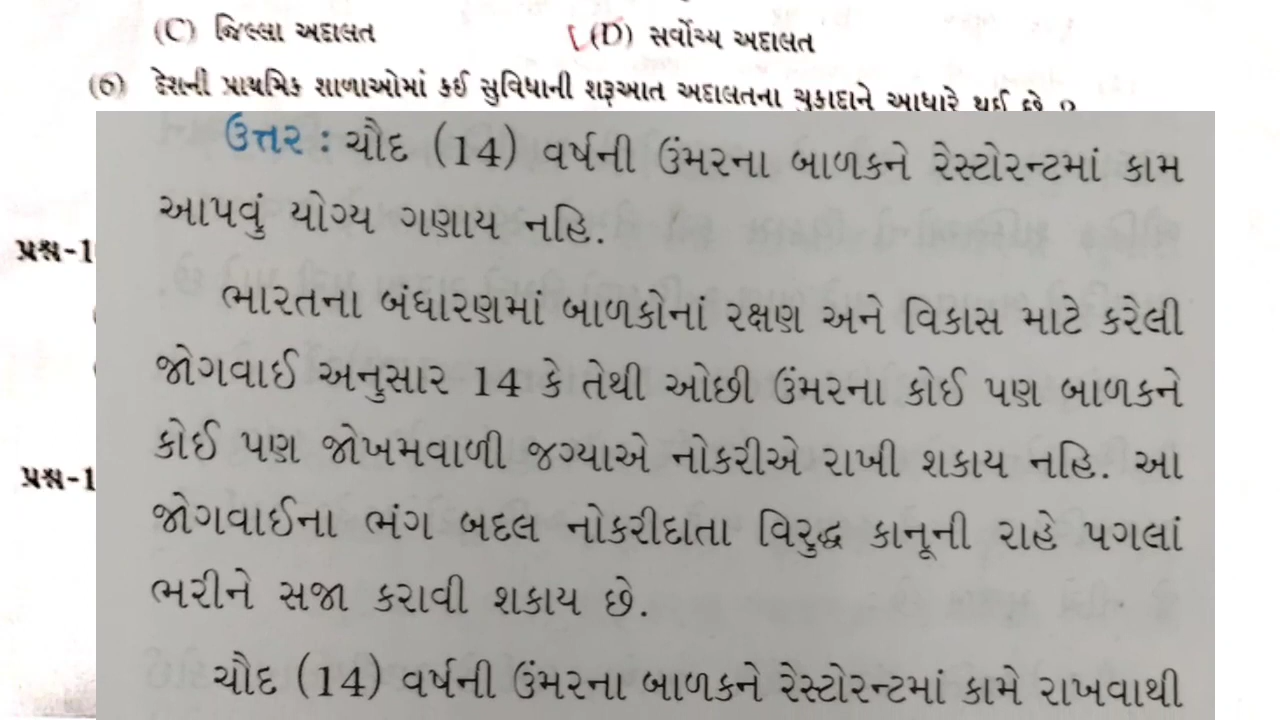 (C) જિલ્લા અદાલત (D) સર્વોચ્ચ અદાલત
(6) દેશની પ્રાથમિક શાળાઓમાં કઈ સુવિધાની શરૂઆત અદાલતના ચુકાદાને આધારે થઈ છે ?
ઉત્તર : ચૌદ (14) વર્ષની ઉંમરના બાળકને રેસ્ટોરન્ટમાં કામ
આપવું યોગ્ય ગણાય નહિ.
પ્રશ્ન-1
ભારતના બંધારણમાં બાળકોનાં રક્ષણ અને વિકાસ માટે કરેલી
જોગવાઈ અનુસાર 14 કે તેથી ઓછી ઉંમરના કોઈ પણ બાળકને
કોઈ પણ જોખમવાળી જગ્યાએ નોકરીએ રાખી શકાય નહિ. આ
પ્રશ્ન-1
જોગવાઈના ભંગ બદલ નોકરીદાતા વિરુદ્ધ કાનૂની રાહે પગલાં
ભરીને સજા કરાવી શકાય છે.
ચૌદ (14) વર્ષની ઉંમરના બાળકને રેસ્ટોરન્ટમાં કામે રાખવાથી